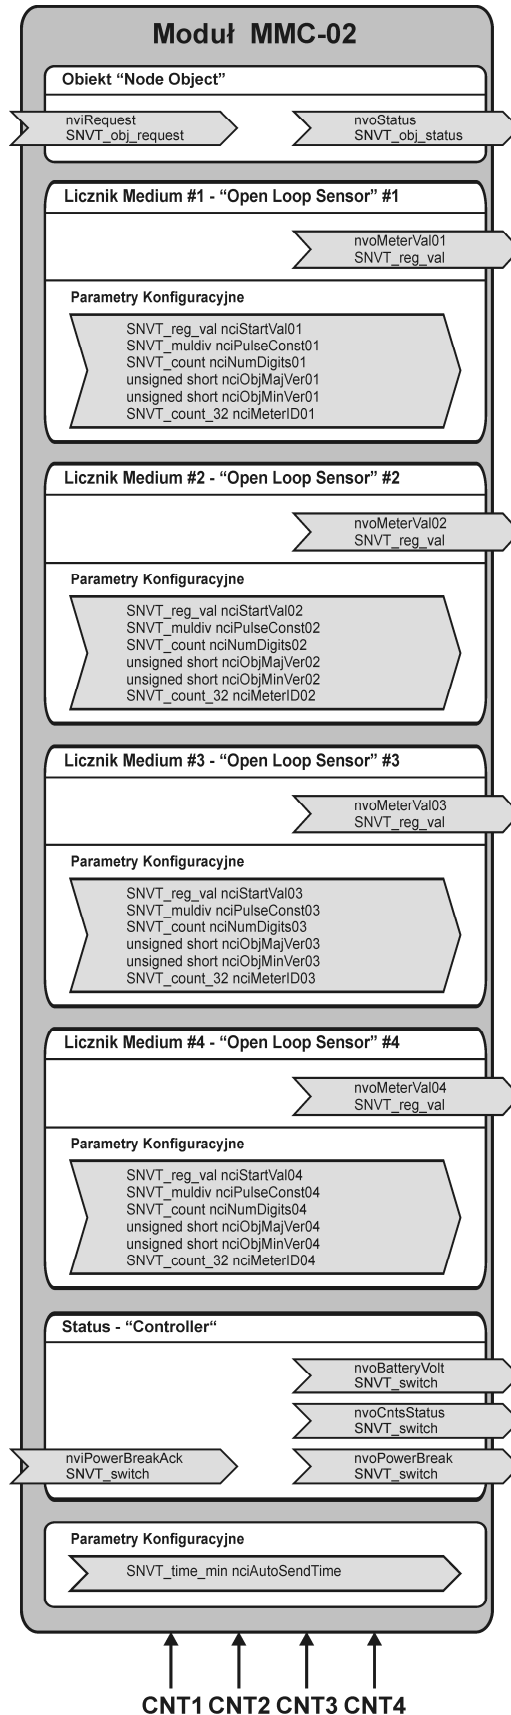 Moduł MMC-02
Obiekt “Node Object”
nviRequest
SNVT_obj_request
nvoStatus
SNVT_obj_status
Licznik Medium #1 - “Open Loop Sensor” #1
nvoMeterVal01
SNVT_reg_val
Parametry Konfiguracyjne
SNVT_reg_val nciStartVal01
SNVT_muldiv nciPulseConst01
SNVT_count nciNumDigits01
unsigned short nciObjMajVer01
unsigned short nciObjMinVer01
SNVT_count_32 nciMeterID01
Licznik Medium #2 - “Open Loop Sensor” #2
nvoMeterVal02
SNVT_reg_val
Parametry Konfiguracyjne
SNVT_reg_val nciStartVal02
SNVT_muldiv nciPulseConst02
SNVT_count nciNumDigits02
unsigned short nciObjMajVer02
unsigned short nciObjMinVer02
SNVT_count_32 nciMeterID02
Licznik Medium #3 - “Open Loop Sensor” #3
nvoMeterVal03
SNVT_reg_val
Parametry Konfiguracyjne
SNVT_reg_val nciStartVal03
SNVT_muldiv nciPulseConst03
SNVT_count nciNumDigits03
unsigned short nciObjMajVer03
unsigned short nciObjMinVer03
SNVT_count_32 nciMeterID03
Licznik Medium #4 - “Open Loop Sensor” #4
nvoMeterVal04
SNVT_reg_val
Parametry Konfiguracyjne
SNVT_reg_val nciStartVal04
SNVT_muldiv nciPulseConst04
SNVT_count nciNumDigits04
unsigned short nciObjMajVer04
unsigned short nciObjMinVer04
SNVT_count_32 nciMeterID04
Status - “Controller“
nvoBatteryVolt
SNVT_switch
nvoCntsStatus
SNVT_switch
nviPowerBreakAck
SNVT_switch
nvoPowerBreak
SNVT_switch
Parametry Konfiguracyjne
SNVT_time_min nciAutoSendTime
CNT1 CNT2 CNT3 CNT4